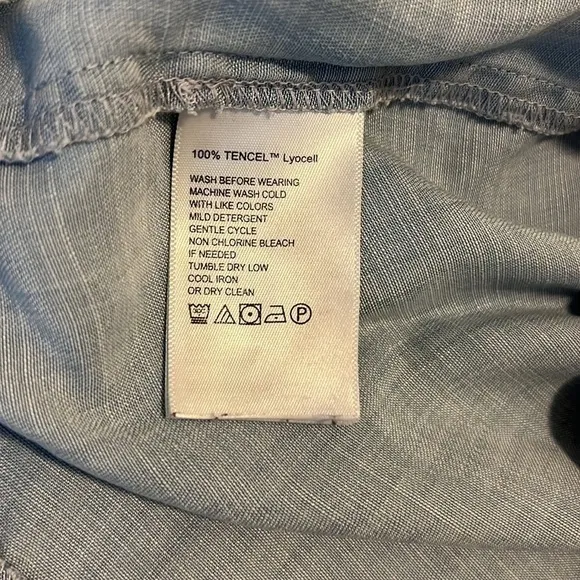 100% TENCEL™ Lyocell
WASH BEFORE WEARING
MACHINE WASH COLD
WITH LIKE COLORS
MILD DETERGENT
GENTLE CYCLE
NON CHLORINE BLEACH
IF NEEDED
TUMBLE DRY LOW
COOL IRON
OR DRY CLEAN
P